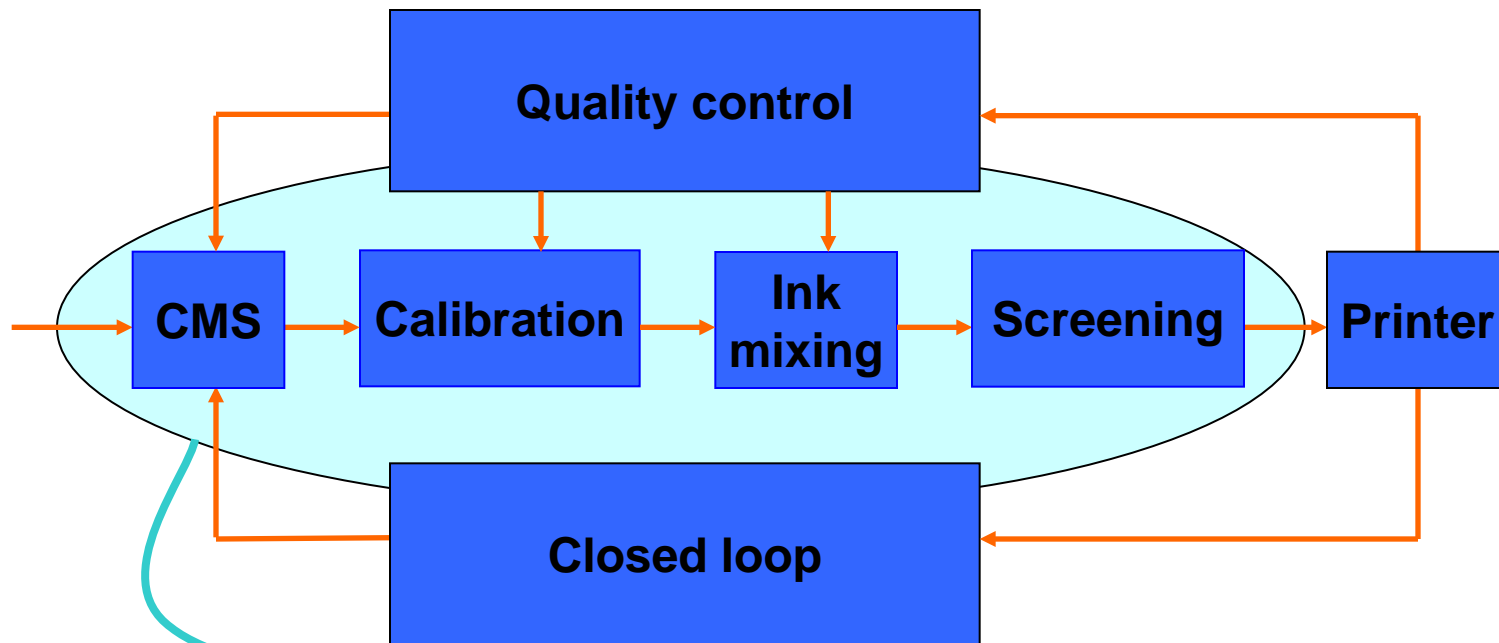 Quality control
CMS
Calibration
Ink
mixing
Screening
Printer
Closed loop